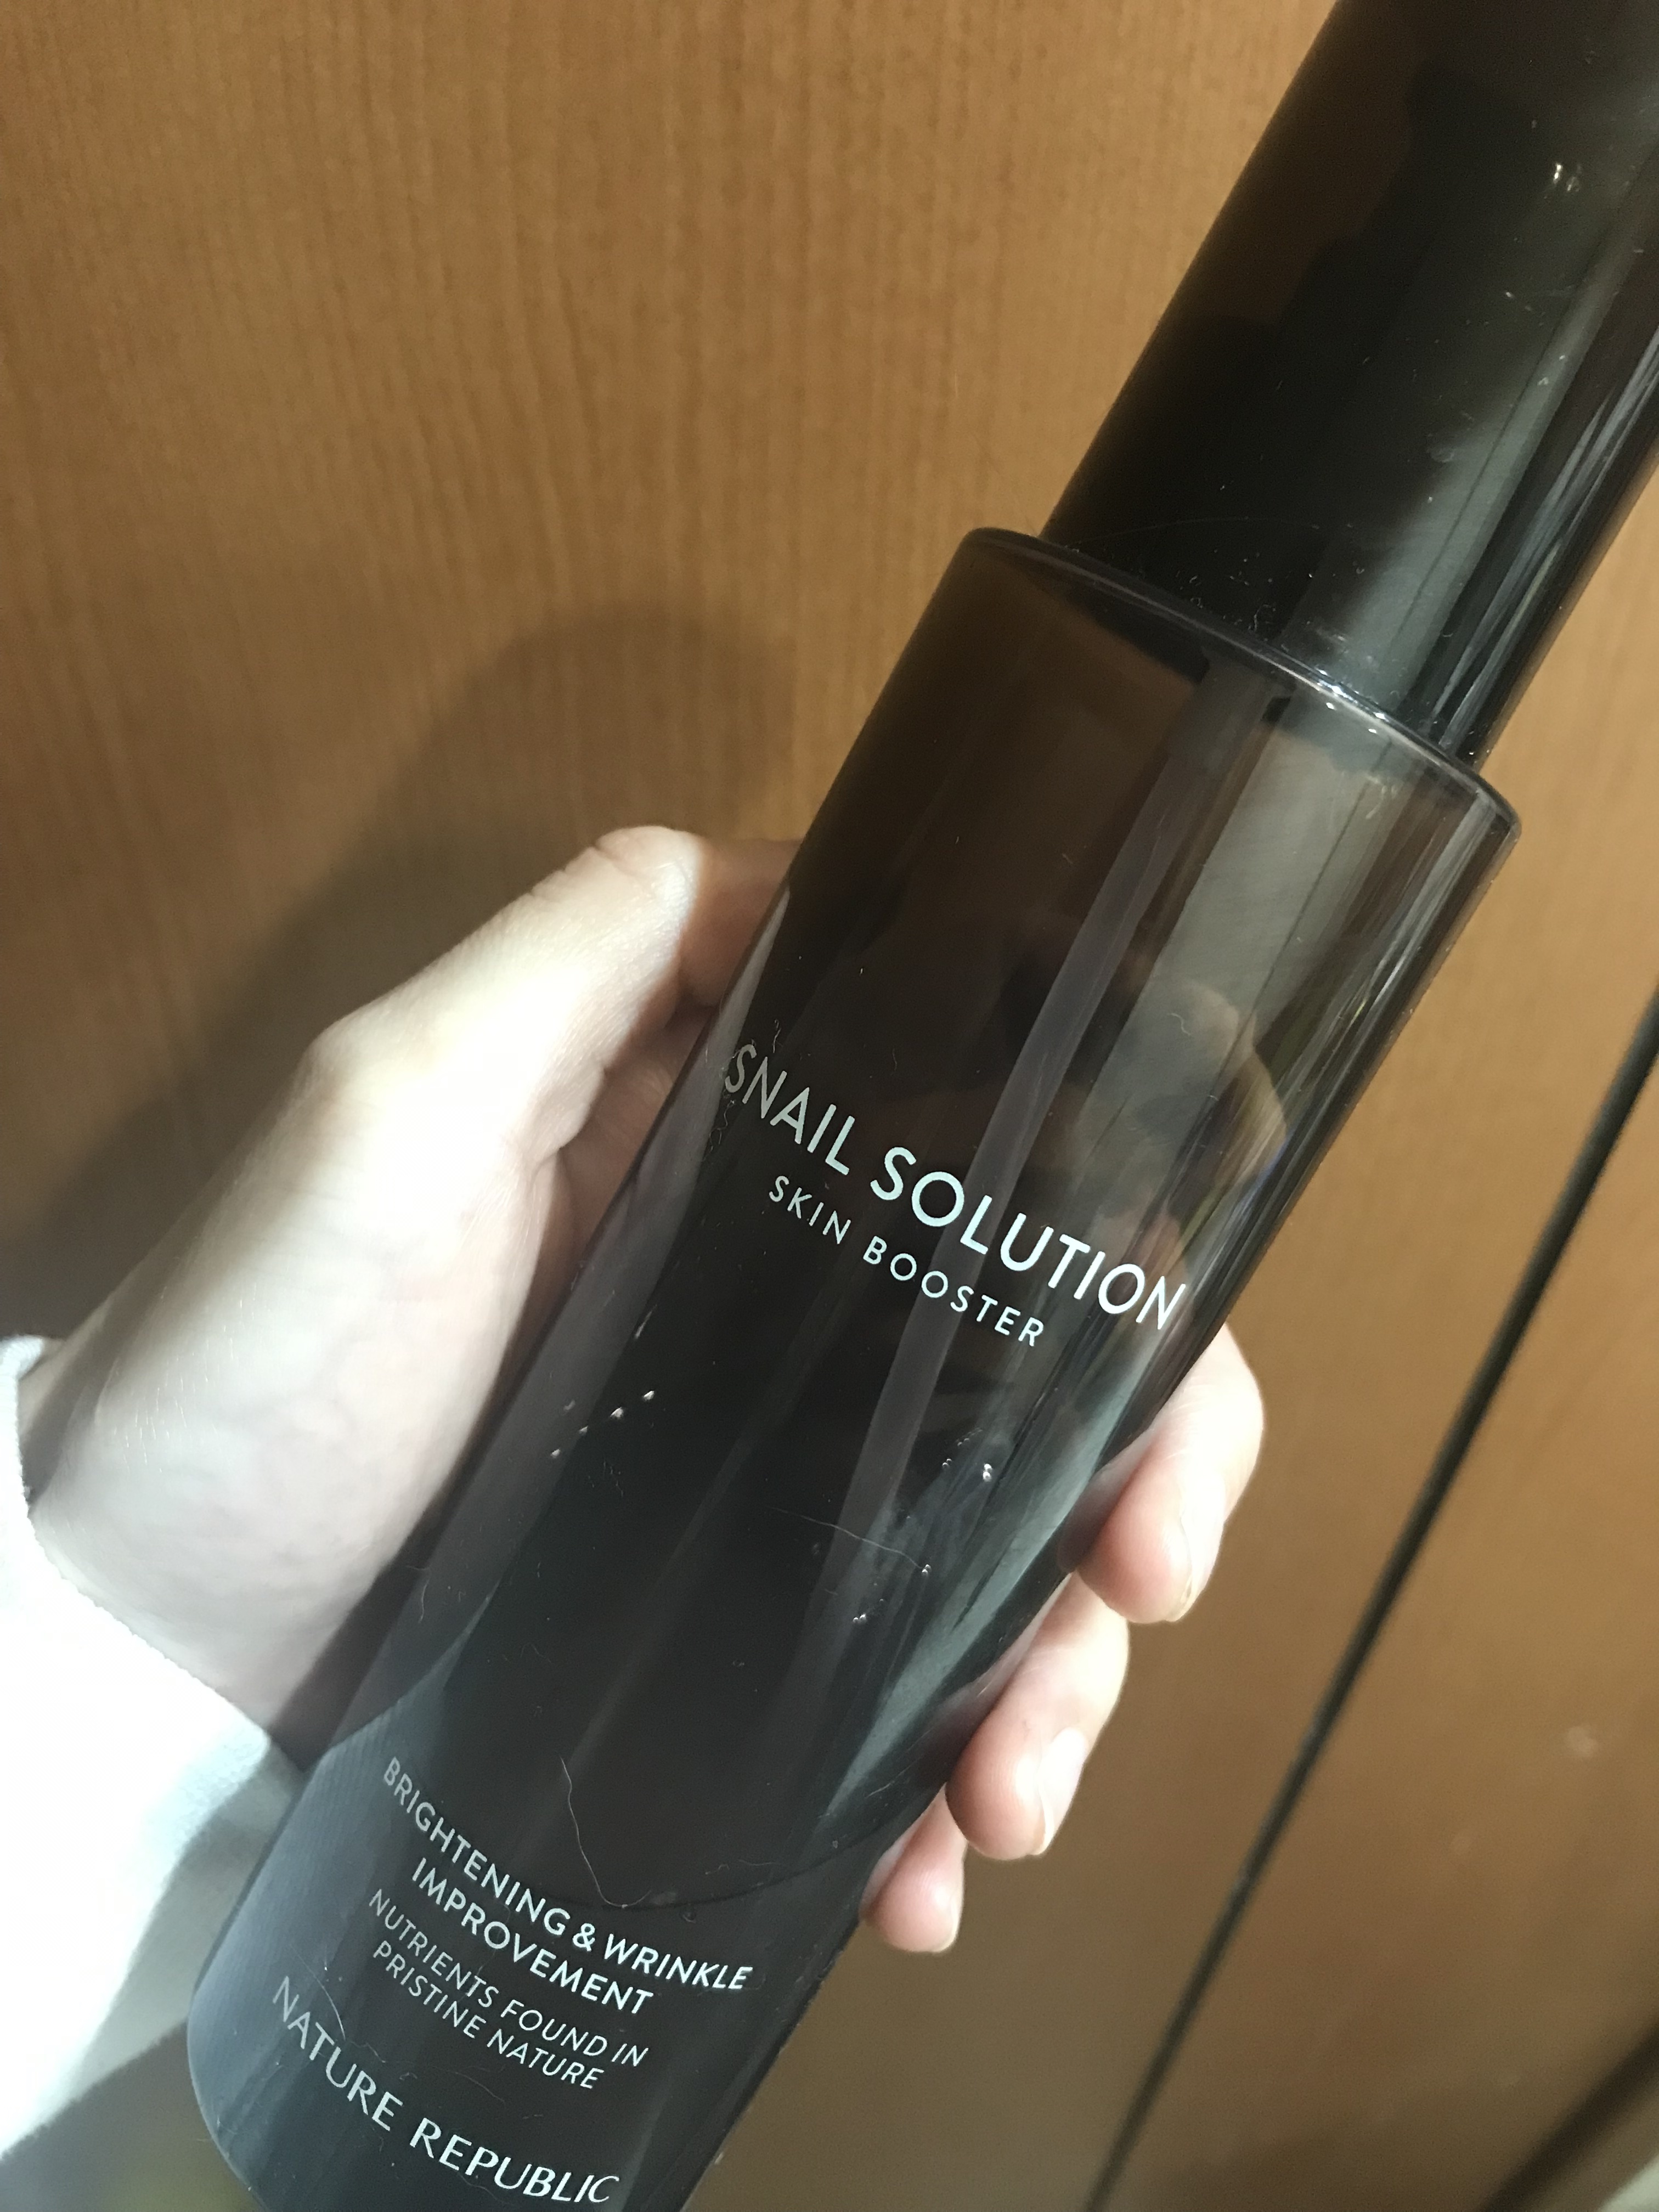 SNAIL SOLUTION
SKIN BOOSTER
BRIGHTENING & WRINKLE
IMPROVEMENT
NUTRIENTS FOUND IN
PRISTINE NATURE
NATURE REPUBLIC